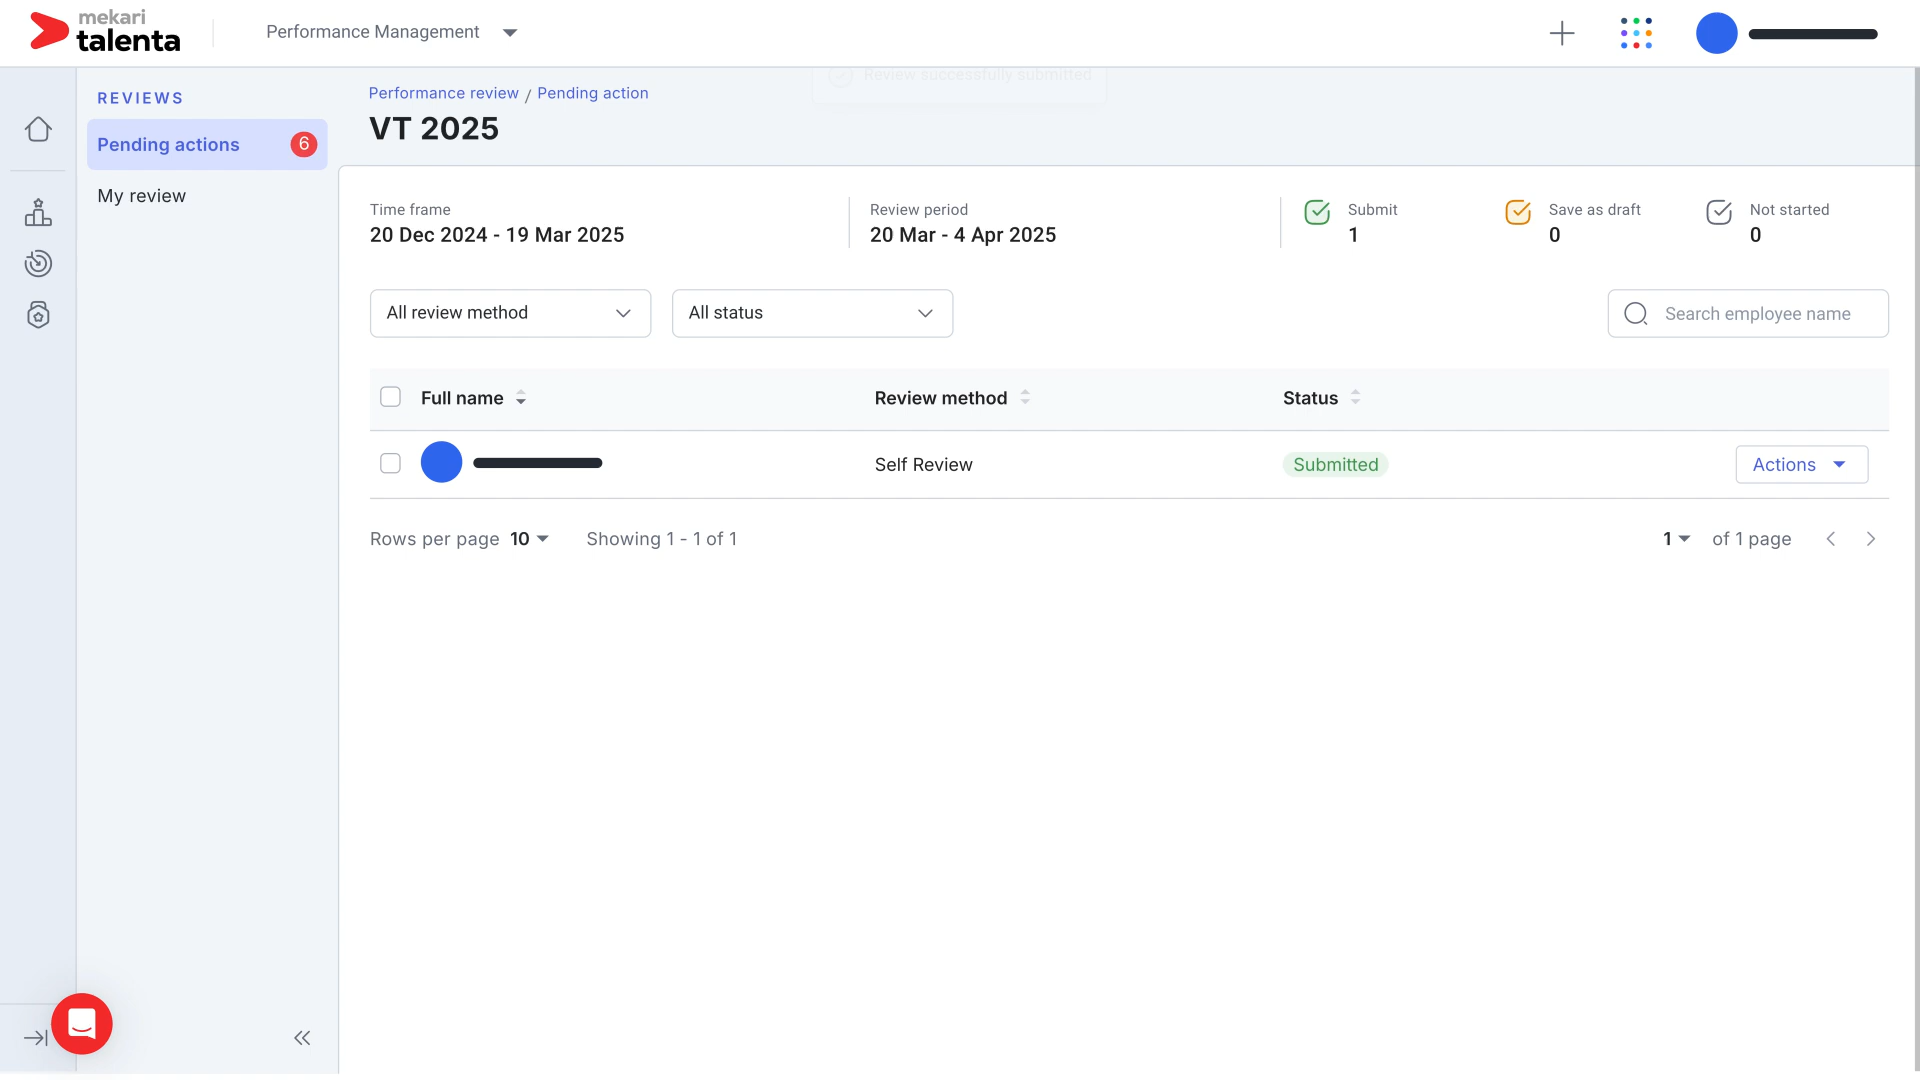 mekari
talenta
Performance Management
Review successfully submitted
REVIEWS
Pending actions 6
My review
Performance review / Pending action
VT 2025
Time frame
20 Dec 2024 - 19 Mar 2025
Review period
20 Mar - 4 Apr 2025
Submit
1
Save as draft
0
Not started
0
All review method
All status
Search employee name
Full name Review method Status
Self Review Submitted Actions
Rows per page 10 Showing 1 - 1 of 1 1 of 1 page